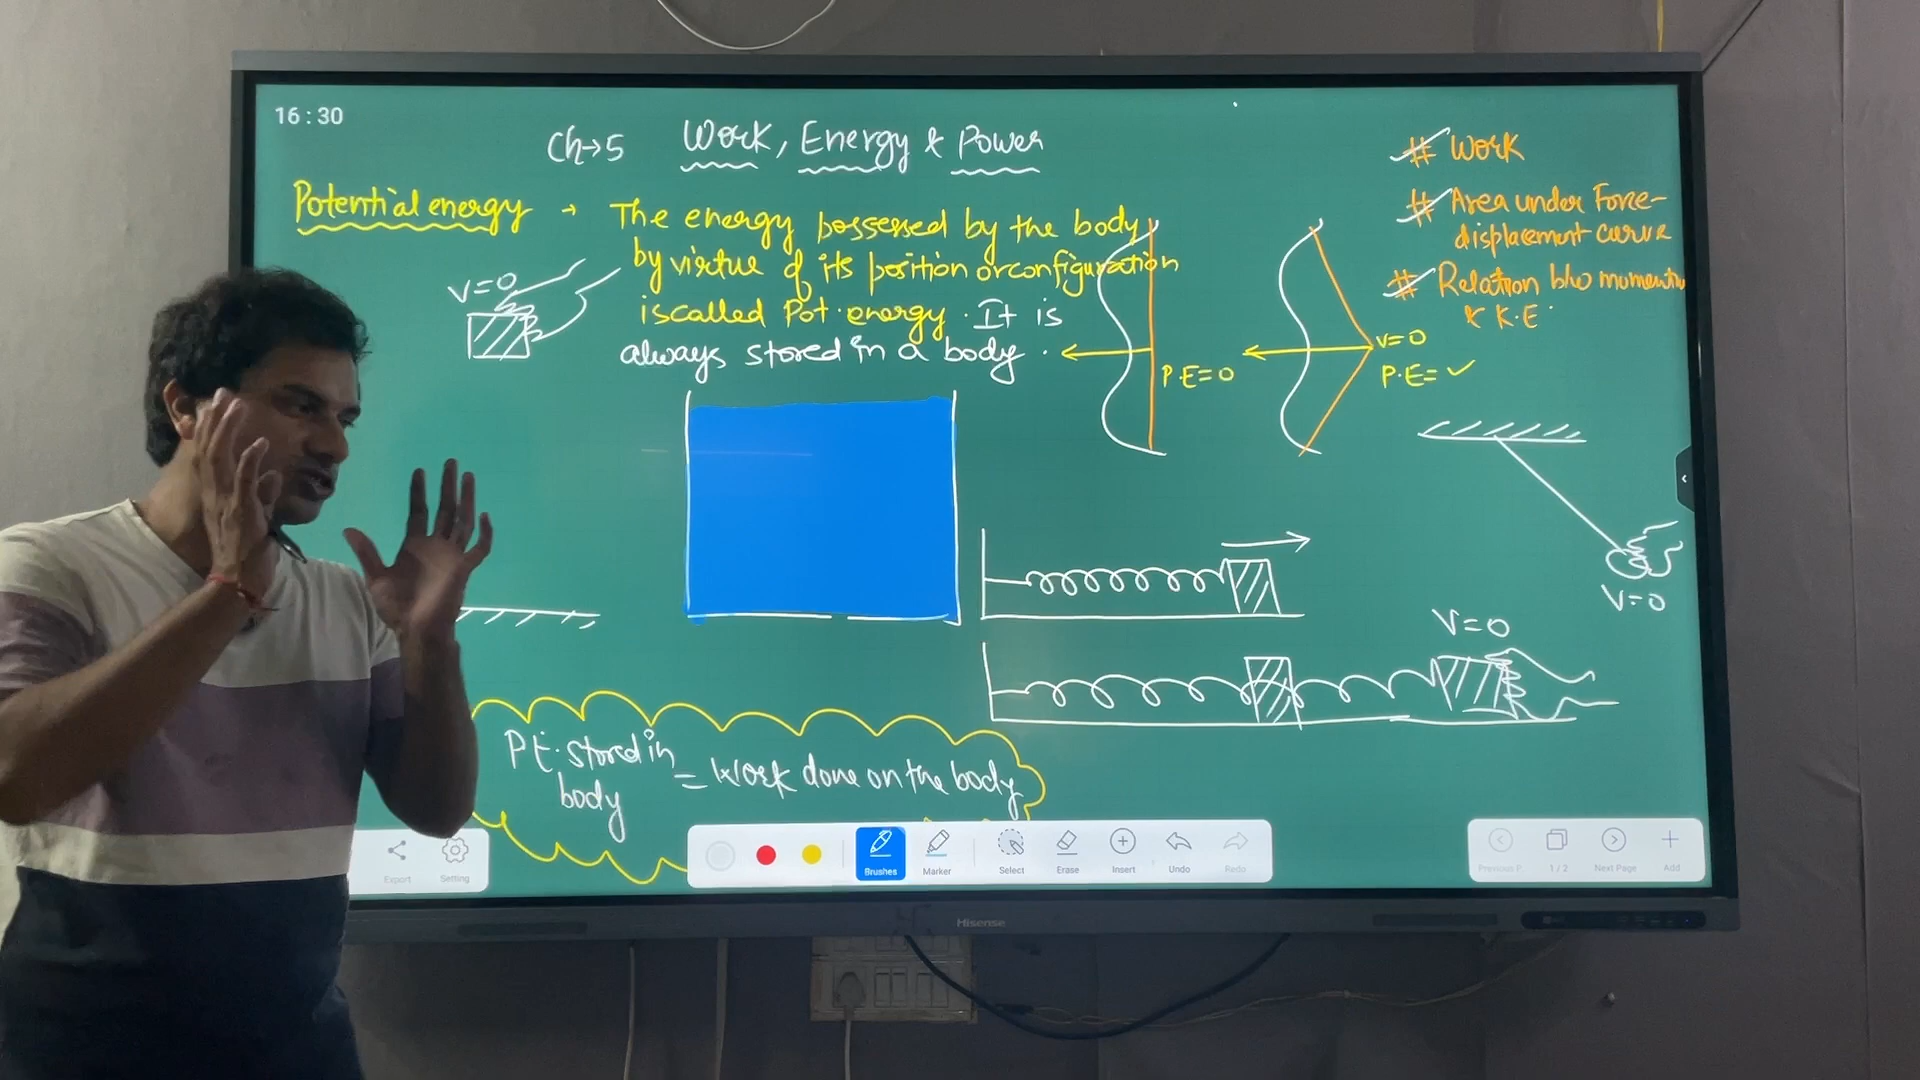 16:30
Ch→5 Work, Energy & Power
Potential energy → The energy possessed by the body
by virtue of its position or configuration
is called Pot. energy. It is
always stored in a body.
V=0
# Work
# Area under Force-
displacement curve
# Relation b/w momentum
& K.E.
P.E=0
v=0
P.E=✓
V=0
V=0
P.E. stored in
body = Work done on the body
Export
Setting
Brushes
Marker
Select
Erase
Insert
Undo
Redo
Previous P.
1/2
Next Page
Add
Hisense